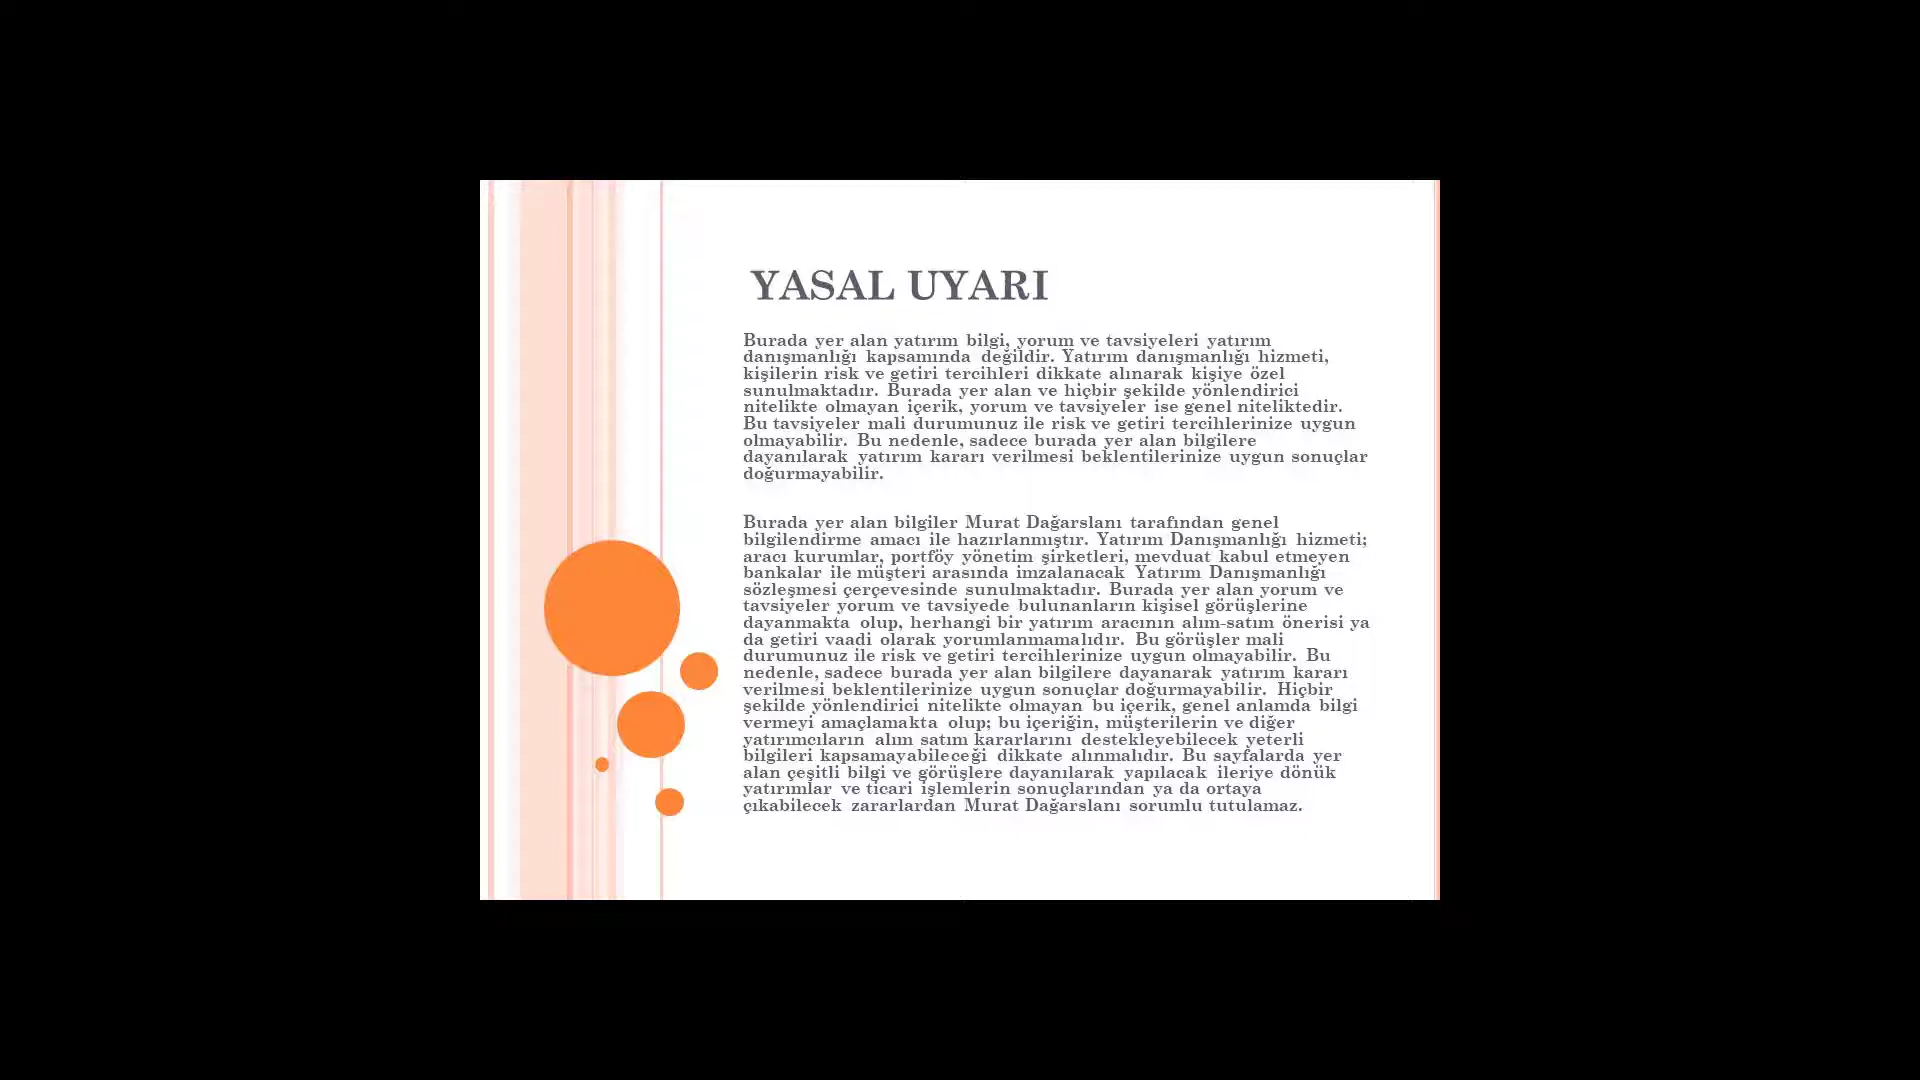 YASAL UYARI
Burada yer alan yatırım bilgi, yorum ve tavsiyeleri yatırım
danışmanlığı kapsamında değildir. Yatırım danışmanlığı hizmeti,
kişilerin risk ve getiri tercihleri dikkate alınarak kişiye özel
sunulmaktadır. Burada yer alan ve hiçbir şekilde yönlendirici
nitelikte olmayan içerik, yorum ve tavsiyeler ise genel niteliktedir.
Bu tavsiyeler mali durumunuz ile risk ve getiri tercihlerinize uygun
olmayabilir. Bu nedenle, sadece burada yer alan bilgilere
dayanılarak yatırım kararı verilmesi beklentilerinize uygun sonuçlar
doğurmayabilir.
Burada yer alan bilgiler Murat Dağarslanı tarafından genel
bilgilendirme amacı ile hazırlanmıştır. Yatırım Danışmanlığı hizmeti;
aracı kurumlar, portföy yönetim şirketleri, mevduat kabul etmeyen
bankalar ile müşteri arasında imzalanacak Yatırım Danışmanlığı
sözleşmesi çerçevesinde sunulmaktadır. Burada yer alan yorum ve
tavsiyeler yorum ve tavsiyede bulunanların kişisel görüşlerine
dayanmakta olup, herhangi bir yatırım aracının alım-satım önerisi ya
da getiri vaadi olarak yorumlanmamalıdır. Bu görüşler mali
durumunuz ile risk ve getiri tercihlerinize uygun olmayabilir. Bu
nedenle, sadece burada yer alan bilgilere dayanarak yatırım kararı
verilmesi beklentilerinize uygun sonuçlar doğurmayabilir. Hiçbir
şekilde yönlendirici nitelikte olmayan bu içerik, genel anlamda bilgi
vermeyi amaçlamakta olup; bu içeriğin, müşterilerin ve diğer
yatırımcıların alım satım kararlarını destekleyebilecek yeterli
bilgileri kapsamayabileceği dikkate alınmalıdır. Bu sayfalarda yer
alan çeşitli bilgi ve görüşlere dayanılarak yapılacak ileriye dönük
yatırımlar ve ticari işlemlerin sonuçlarından ya da ortaya
çıkabilecek zararlardan Murat Dağarslanı sorumlu tutulamaz.